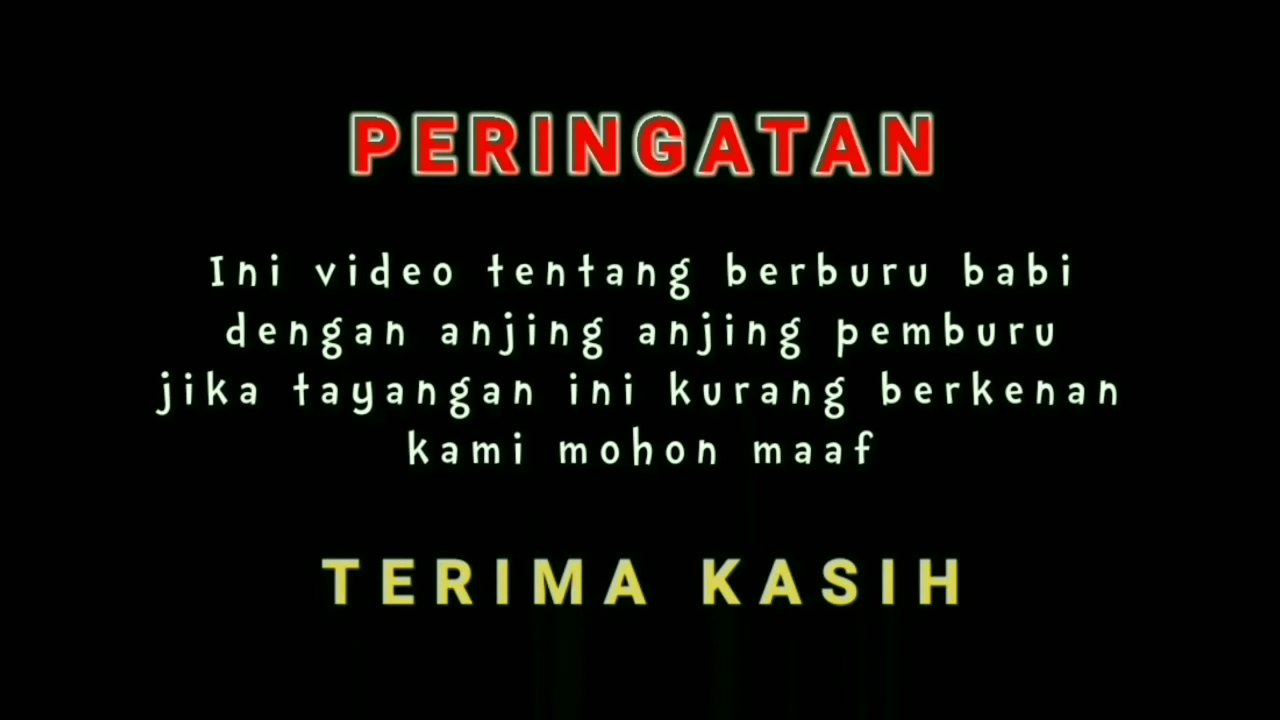 PERINGATAN
Ini video tentang berburu babi
dengan anjing anjing pemburu
jika tayangan ini kurang berkenan
kami mohon maaf
TERIMA KASIH